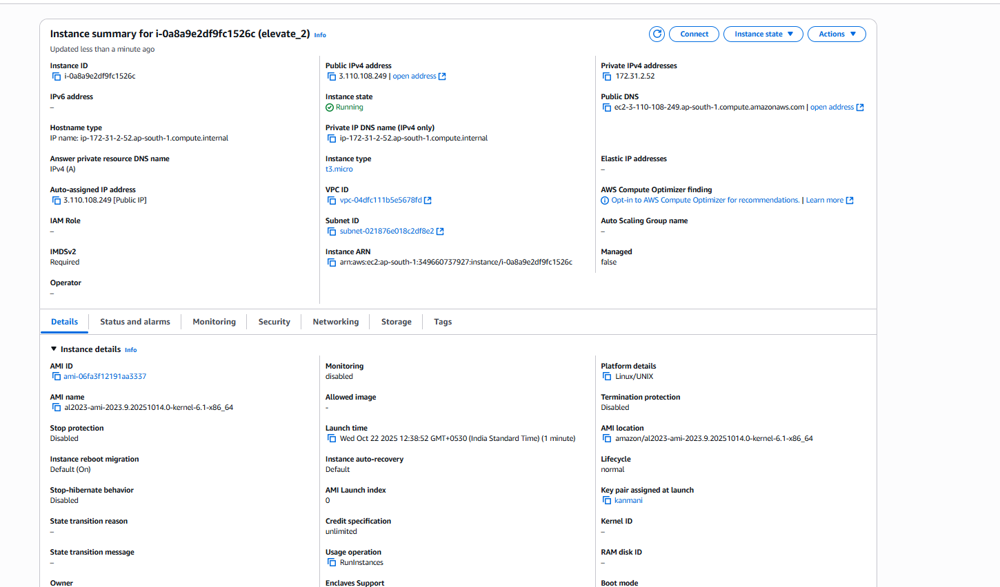 Instance summary for i-0a8a9e2df9fc1526c (elevate_2) Info
Connect
Instance state
Actions
Updated less than a minute ago
Instance ID
i-0a8a9e2df9fc1526c
Public IPv4 address
3.110.108.249 | open address
Private IPv4 addresses
172.31.2.52
IPv6 address
–
Instance state
Running
Public DNS
ec2-3-110-108-249.ap-south-1.compute.amazonaws.com | open address
Hostname type
IP name: ip-172-31-2-52.ap-south-1.compute.internal
Private IP DNS name (IPv4 only)
ip-172-31-2-52.ap-south-1.compute.internal
Answer private resource DNS name
IPv4 (A)
Instance type
t3.micro
Elastic IP addresses
–
Auto-assigned IP address
3.110.108.249 [Public IP]
VPC ID
vpc-04dfc111b5e5678fd
AWS Compute Optimizer finding
Opt-in to AWS Compute Optimizer for recommendations. | Learn more
IAM Role
–
Subnet ID
subnet-021876e018c2df8e2
Auto Scaling Group name
–
IMDSv2
Required
Instance ARN
arn:aws:ec2:ap-south-1:349660737927:instance/i-0a8a9e2df9fc1526c
Managed
false
Operator
–
Details
Status and alarms
Monitoring
Security
Networking
Storage
Tags
Instance details Info
AMI ID
ami-06fa3f12191aa3337
Monitoring
disabled
Platform details
Linux/UNIX
AMI name
al2023-ami-2023.9.20251014.0-kernel-6.1-x86_64
Allowed image
-
Termination protection
Disabled
Stop protection
Disabled
Launch time
Wed Oct 22 2025 12:38:52 GMT+0530 (India Standard Time) (1 minute)
AMI location
amazon/al2023-ami-2023.9.20251014.0-kernel-6.1-x86_64
Instance reboot migration
Default (On)
Instance auto-recovery
Default
Lifecycle
normal
Stop-hibernate behavior
Disabled
AMI Launch index
0
Key pair assigned at launch
kanmani
State transition reason
–
Credit specification
unlimited
Kernel ID
–
State transition message
–
Usage operation
RunInstances
RAM disk ID
–
Owner
Enclaves Support
Boot mode